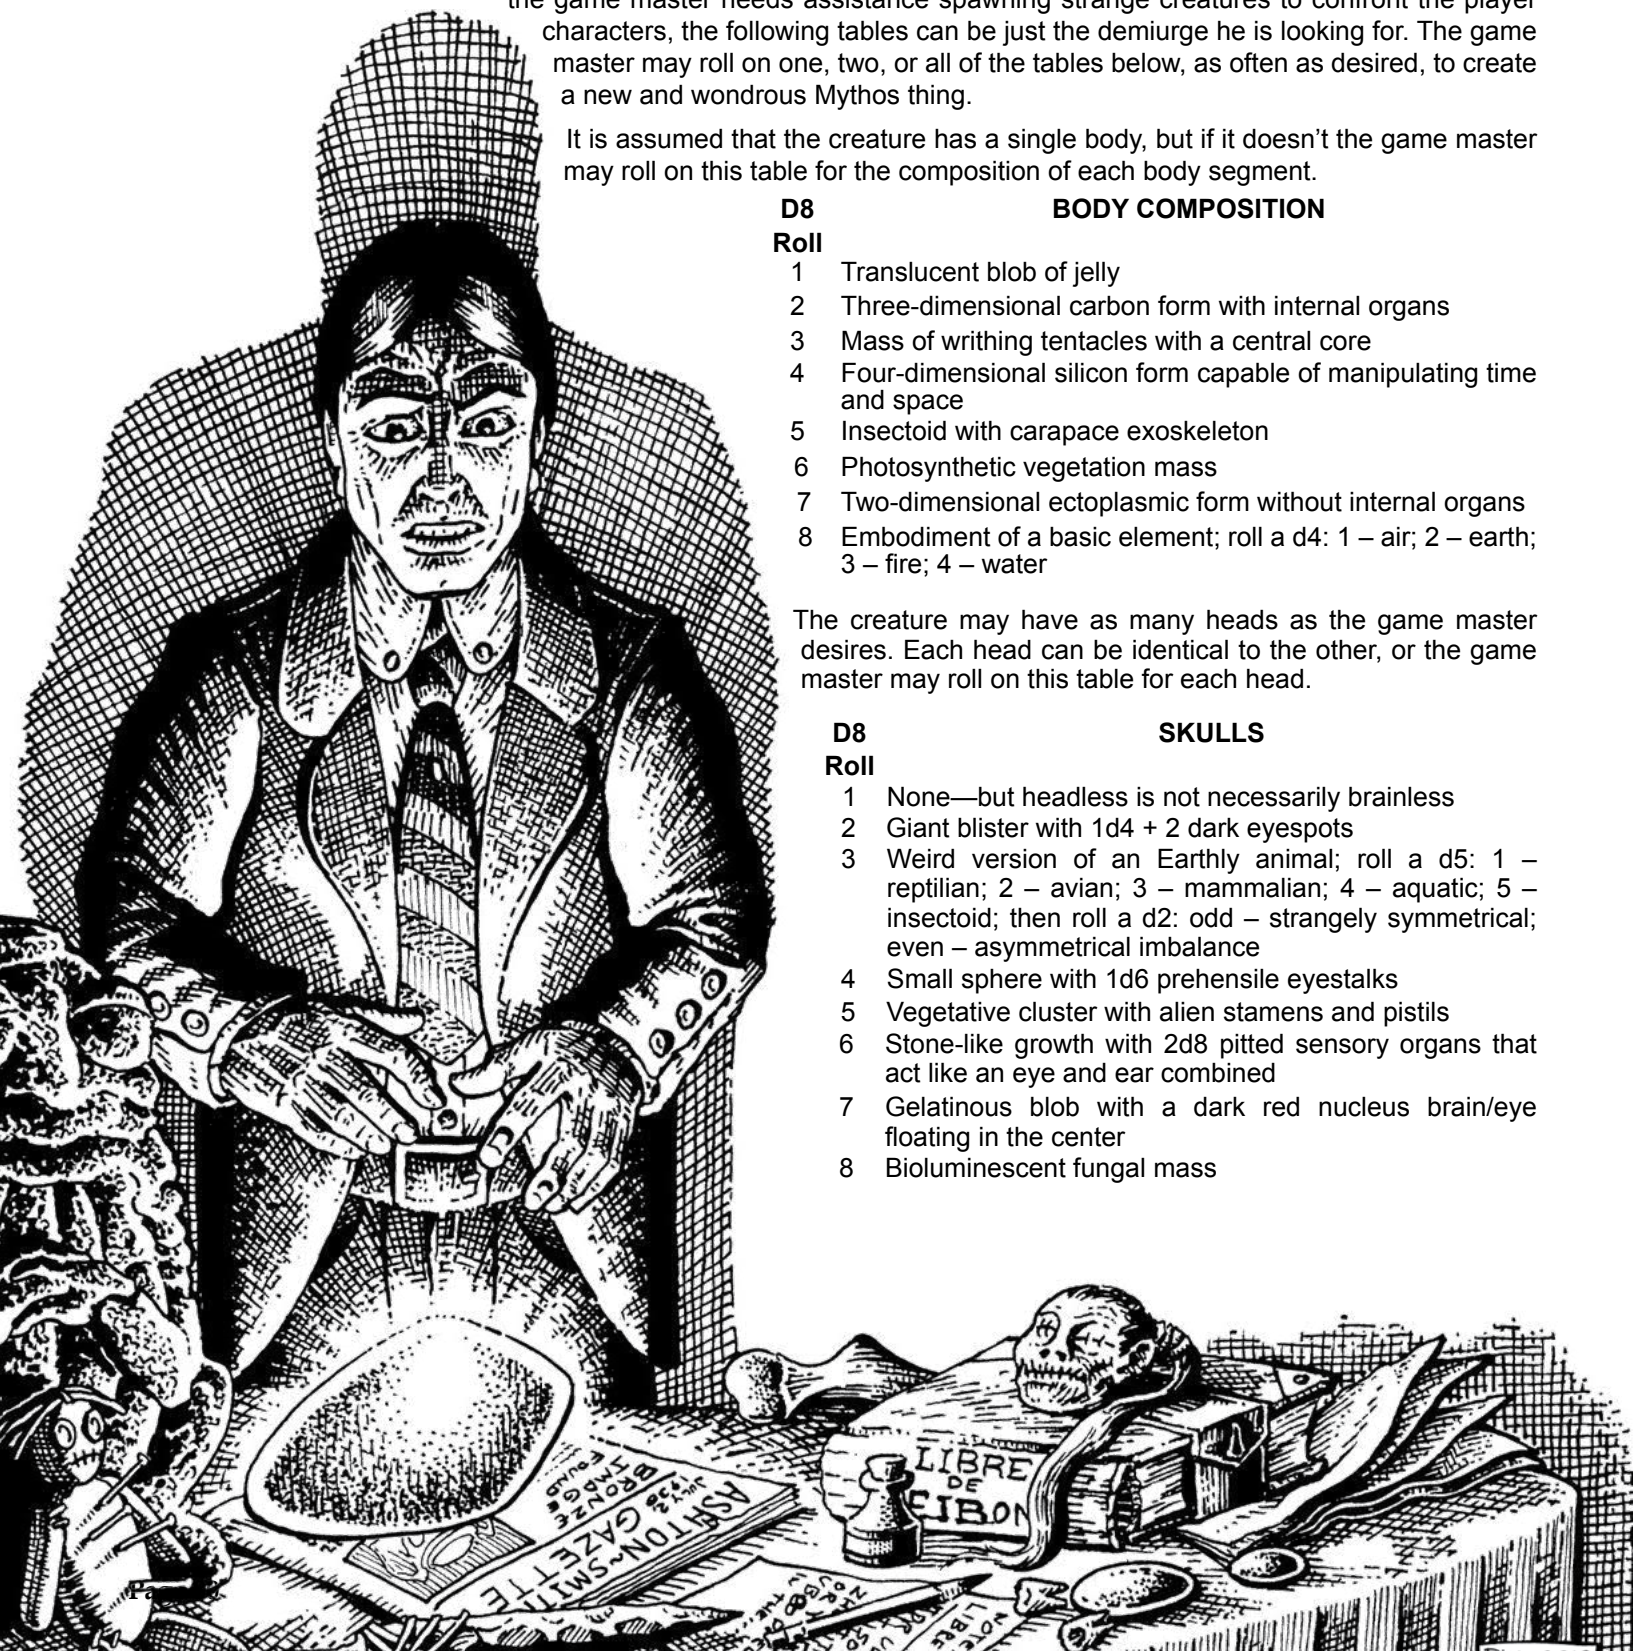 the game master needs assistance spawning strange creatures to confront the player
characters, the following tables can be just the demiurge he is looking for. The game
master may roll on one, two, or all of the tables below, as often as desired, to create
a new and wondrous Mythos thing.
It is assumed that the creature has a single body, but if it doesn’t the game master
may roll on this table for the composition of each body segment.
D8 BODY COMPOSITION
Roll
1 Translucent blob of jelly
2 Three-dimensional carbon form with internal organs
3 Mass of writhing tentacles with a central core
4 Four-dimensional silicon form capable of manipulating time
and space
5 Insectoid with carapace exoskeleton
6 Photosynthetic vegetation mass
7 Two-dimensional ectoplasmic form without internal organs
8 Embodiment of a basic element; roll a d4: 1 – air; 2 – earth;
3 – fire; 4 – water
The creature may have as many heads as the game master
desires. Each head can be identical to the other, or the game
master may roll on this table for each head.
D8 SKULLS
Roll
1 None—but headless is not necessarily brainless
2 Giant blister with 1d4 + 2 dark eyespots
3 Weird version of an Earthly animal; roll a d5: 1 –
reptilian; 2 – avian; 3 – mammalian; 4 – aquatic; 5 –
insectoid; then roll a d2: odd – strangely symmetrical;
even – asymmetrical imbalance
4 Small sphere with 1d6 prehensile eyestalks
5 Vegetative cluster with alien stamens and pistils
6 Stone-like growth with 2d8 pitted sensory organs that
act like an eye and ear combined
7 Gelatinous blob with a dark red nucleus brain/eye
floating in the center
8 Bioluminescent fungal mass
LIBRE
DE
EIBON
ASHTON~SMITH
GAZETTE
BRONZE
IMAGE
FOUND